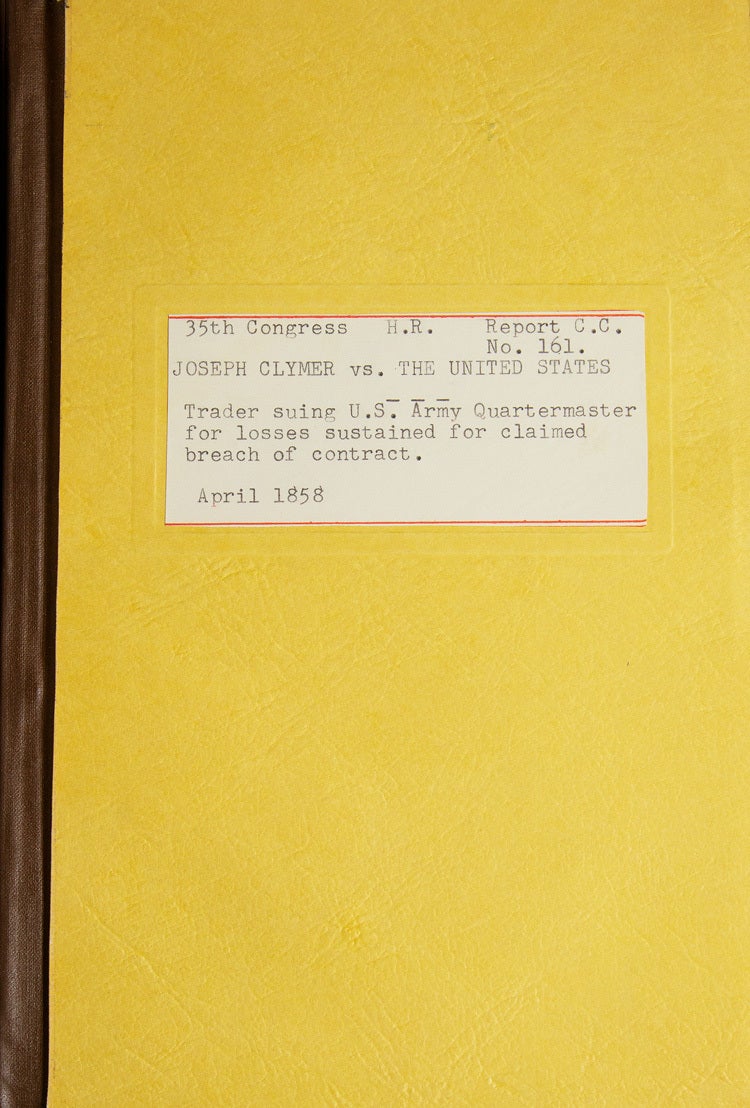 35th Congress H.R. Report C.C.
No. 161.
JOSEPH CLYMER vs. THE UNITED STATES
Trader suing U.S. Army Quartermaster
for losses sustained for claimed
breach of contract.
April 1858